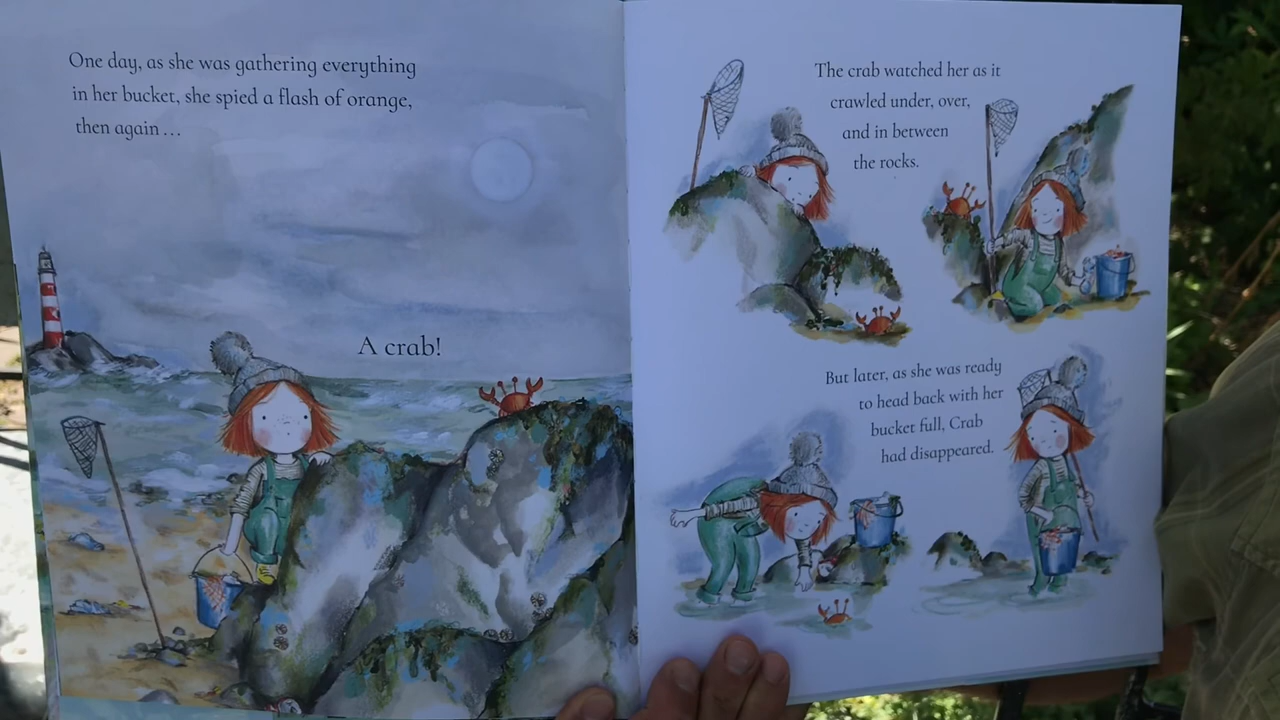 One day, as she was gathering everything
in her bucket, she spied a flash of orange,
then again ...
A crab!
The crab watched her as it
crawled under, over,
and in between
the rocks.
But later, as she was ready
to head back with her
bucket full, Crab
had disappeared.